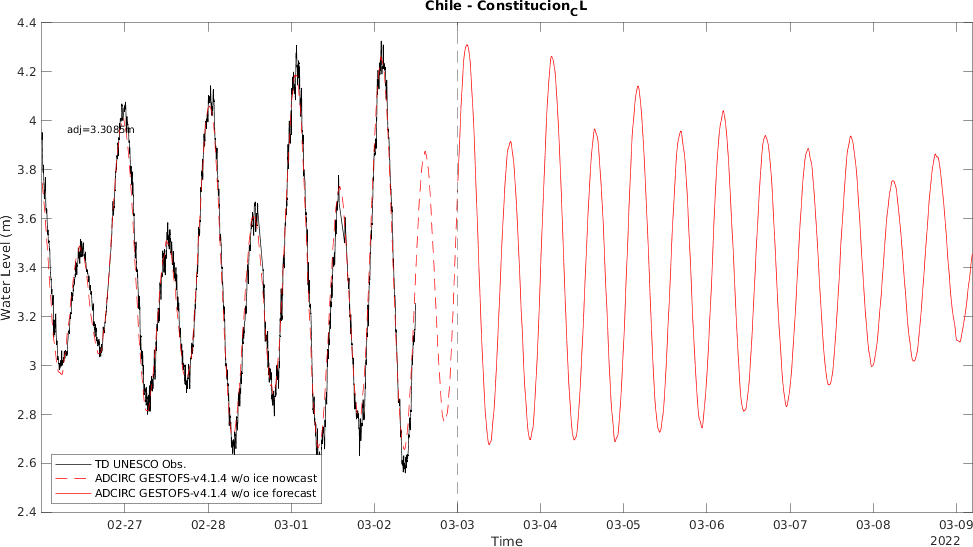 Chile - Constitucion_CL
4.4
4.2
4
3.8
3.6
3.4
3.2
3
2.8
2.6
2.4
Water Level (m)
adj=3.3085m
TD UNESCO Obs.
ADCIRC GESTOFS-v4.1.4 w/o ice nowcast
ADCIRC GESTOFS-v4.1.4 w/o ice forecast
02-27 02-28 03-01 03-02 03-03 03-04 03-05 03-06 03-07 03-08 03-09
Time
2022